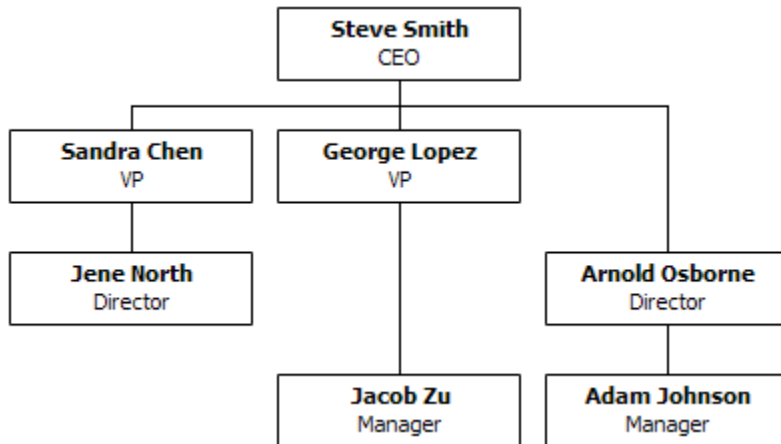 Steve Smith
CEO
Sandra Chen
VP
George Lopez
VP
Jene North
Director
Arnold Osborne
Director
Jacob Zu
Manager
Adam Johnson
Manager